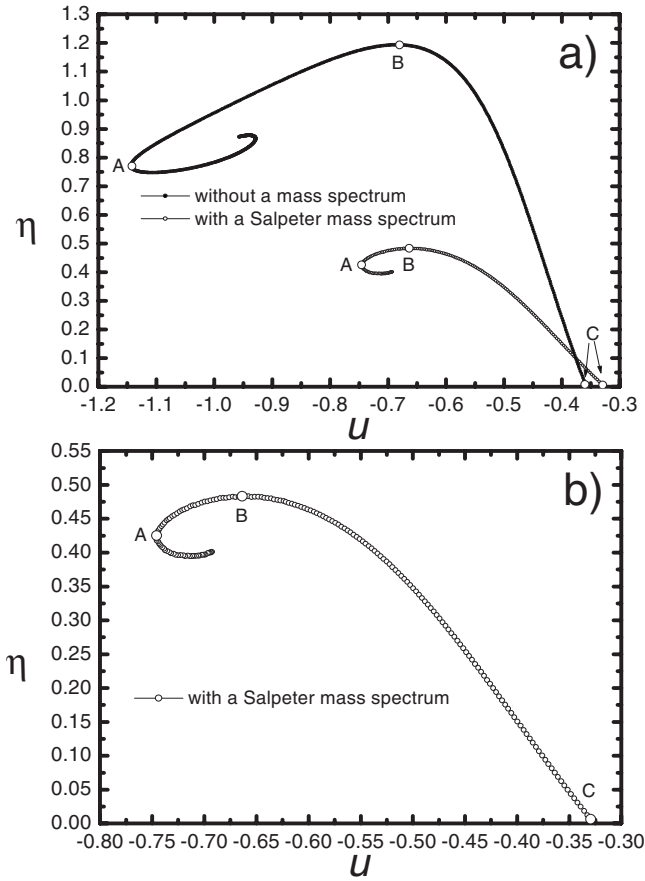 1.3
1.2
1.1
1.0
0.9
0.8
0.7
0.6
0.5
0.4
0.3
0.2
0.1
0.0
η
a)
B
A
without a mass spectrum
with a Salpeter mass spectrum
A
B
C
-1.2 -1.1 -1.0 -0.9 -0.8 -0.7 -0.6 -0.5 -0.4 -0.3
u
0.55
0.50
0.45
0.40
0.35
0.30
0.25
0.20
0.15
0.10
0.05
0.00
η
b)
A
B
with a Salpeter mass spectrum
C
-0.80 -0.75 -0.70 -0.65 -0.60 -0.55 -0.50 -0.45 -0.40 -0.35 -0.30
u